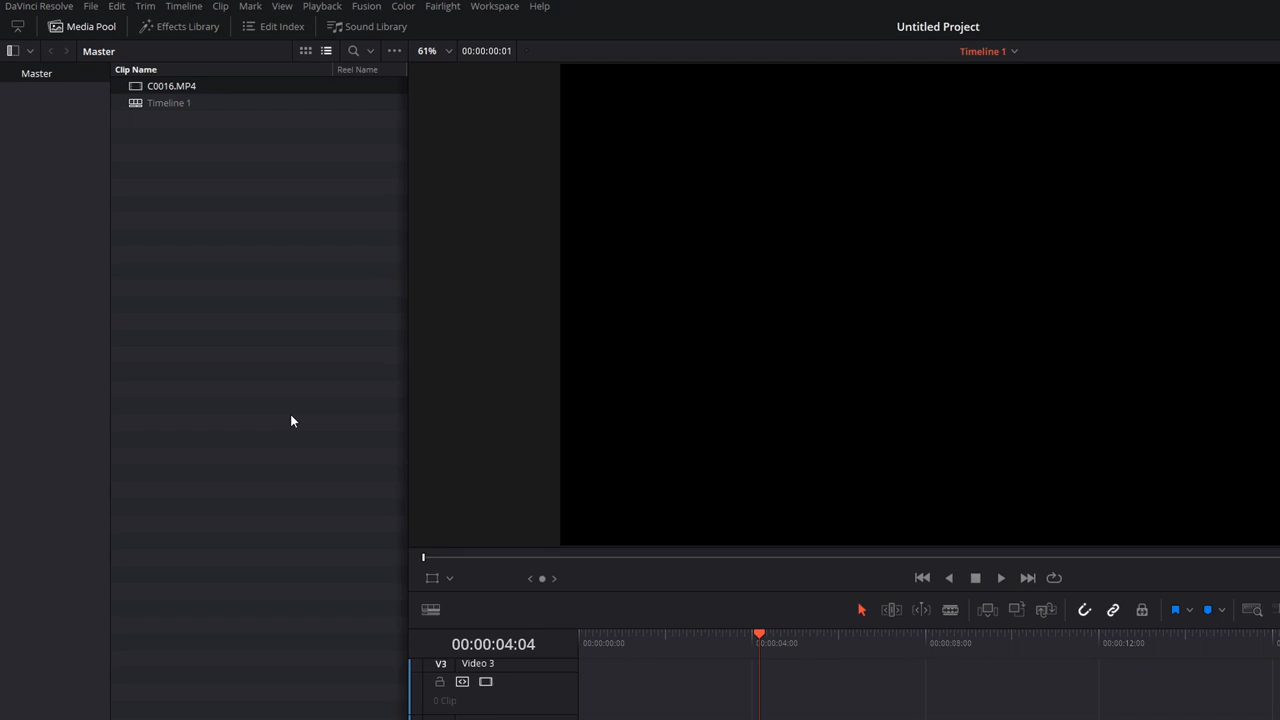 DaVinci Resolve File Edit Trim Timeline Clip Mark View Playback Fusion Color Fairlight Workspace Help
Media Pool Effects Library Edit Index Sound Library Untitled Project
Master 61% 00:00:00:01 Timeline 1
Master Clip Name Reel Name
C0016.MP4
Timeline 1
00:00:04:04 00:00:00:00 00:00:04:00 00:00:08:00 00:00:12:00
V3 Video 3
0 Clip